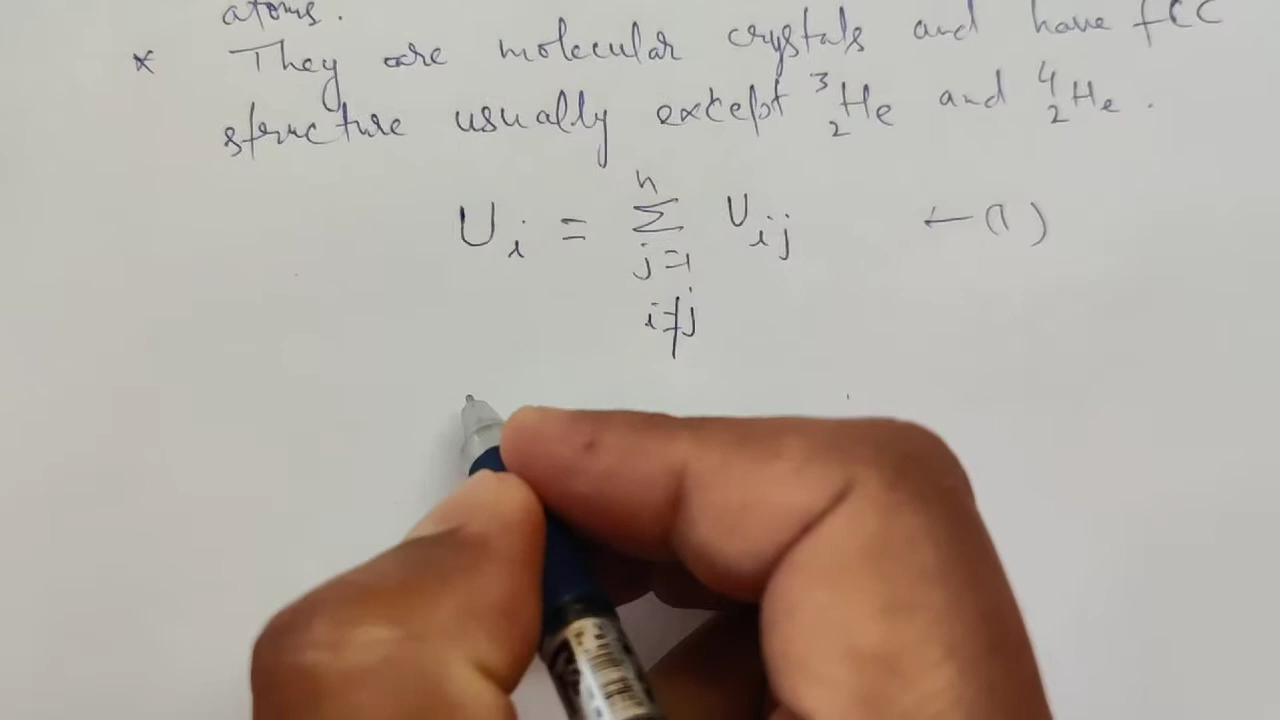 atoms.
* They are molecular crystals and have fCC
structure usually except ³₂He and ⁴₂He.
Uᵢ = ∑ⁿ Uᵢⱼ ←(1)
j=1
i≠j